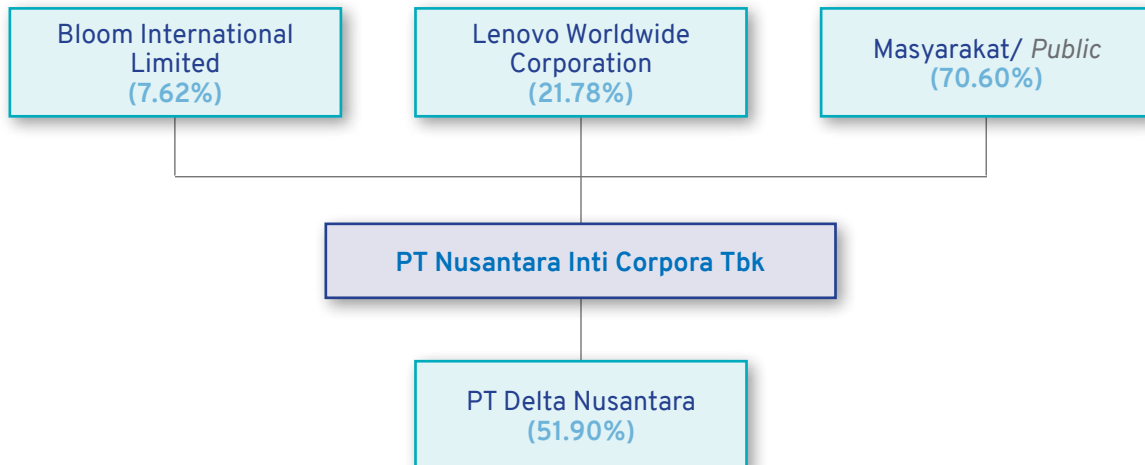 Bloom International
Limited
(7.62%)
Lenovo Worldwide
Corporation
(21.78%)
Masyarakat/ Public
(70.60%)
PT Nusantara Inti Corpora Tbk
PT Delta Nusantara
(51.90%)